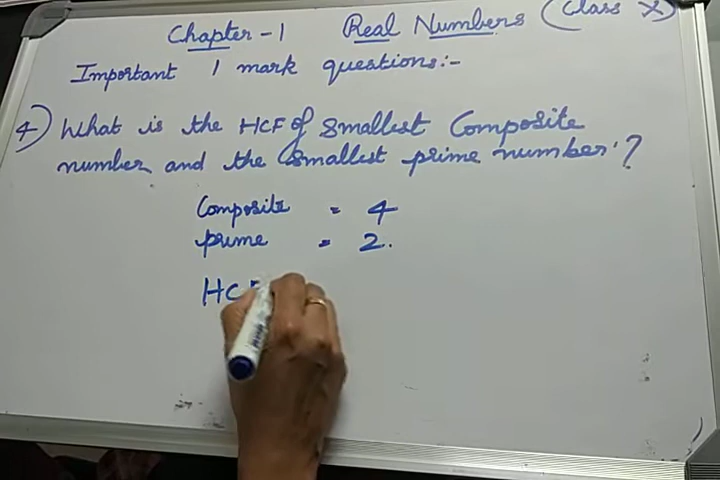 Chapter - 1 Real Numbers (Class X)
Important 1 mark questions:-
4) What is the HCF of smallest Composite
number and the smallest prime number?
Composite = 4
prime = 2.
HCF